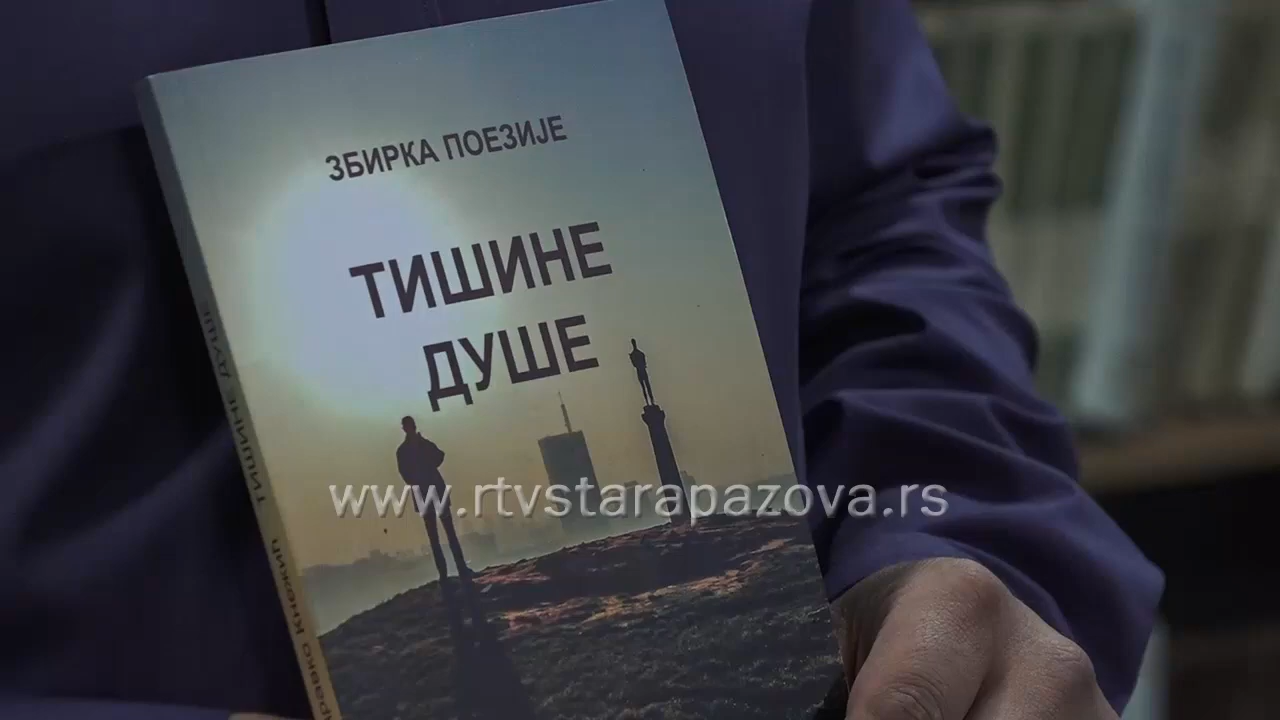 ЗБИРКА ПОЕЗИЈЕ
ТИШИНЕ
ДУШЕ
www.rtvstarapazova.rs
ТИШИНЕ ДУШЕ